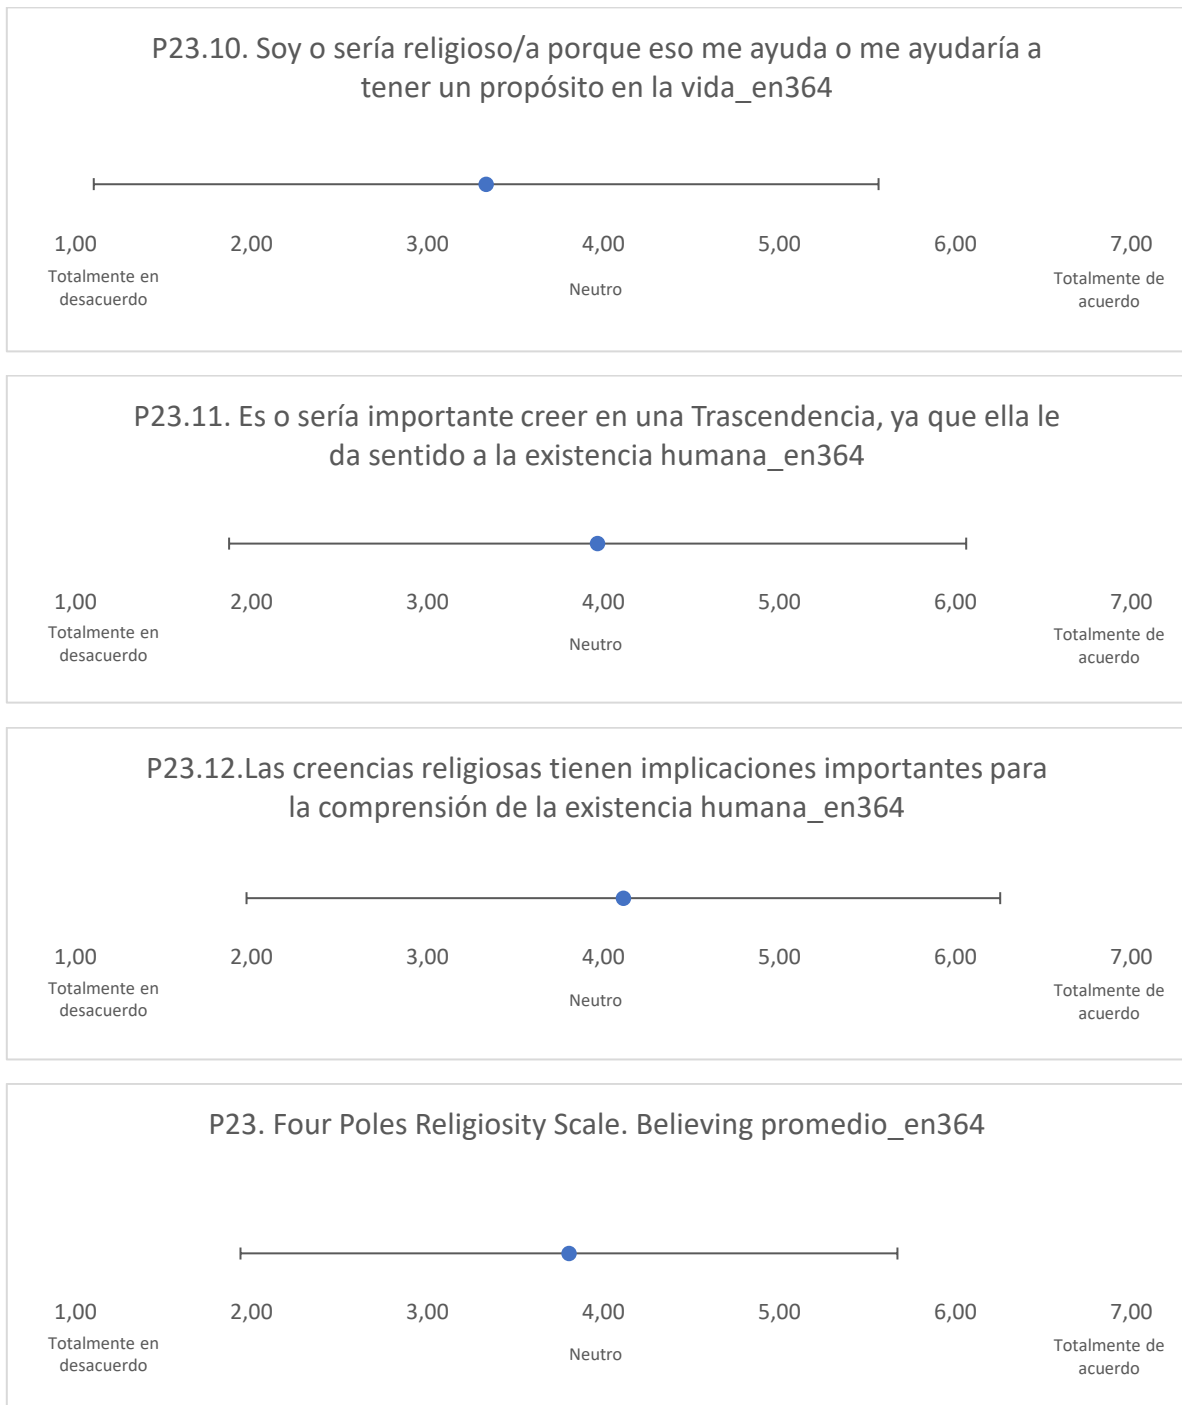 P23.10. Soy o sería religioso/a porque eso me ayuda o me ayudaría a
tener un propósito en la vida_en364
1,00 2,00 3,00 4,00 5,00 6,00 7,00
Totalmente en
desacuerdo
Neutro
Totalmente de
acuerdo
P23.11. Es o sería importante creer en una Trascendencia, ya que ella le
da sentido a la existencia humana_en364
1,00 2,00 3,00 4,00 5,00 6,00 7,00
Totalmente en
desacuerdo
Neutro
Totalmente de
acuerdo
P23.12.Las creencias religiosas tienen implicaciones importantes para
la comprensión de la existencia humana_en364
1,00 2,00 3,00 4,00 5,00 6,00 7,00
Totalmente en
desacuerdo
Neutro
Totalmente de
acuerdo
P23. Four Poles Religiosity Scale. Believing promedio_en364
1,00 2,00 3,00 4,00 5,00 6,00 7,00
Totalmente en
desacuerdo
Neutro
Totalmente de
acuerdo